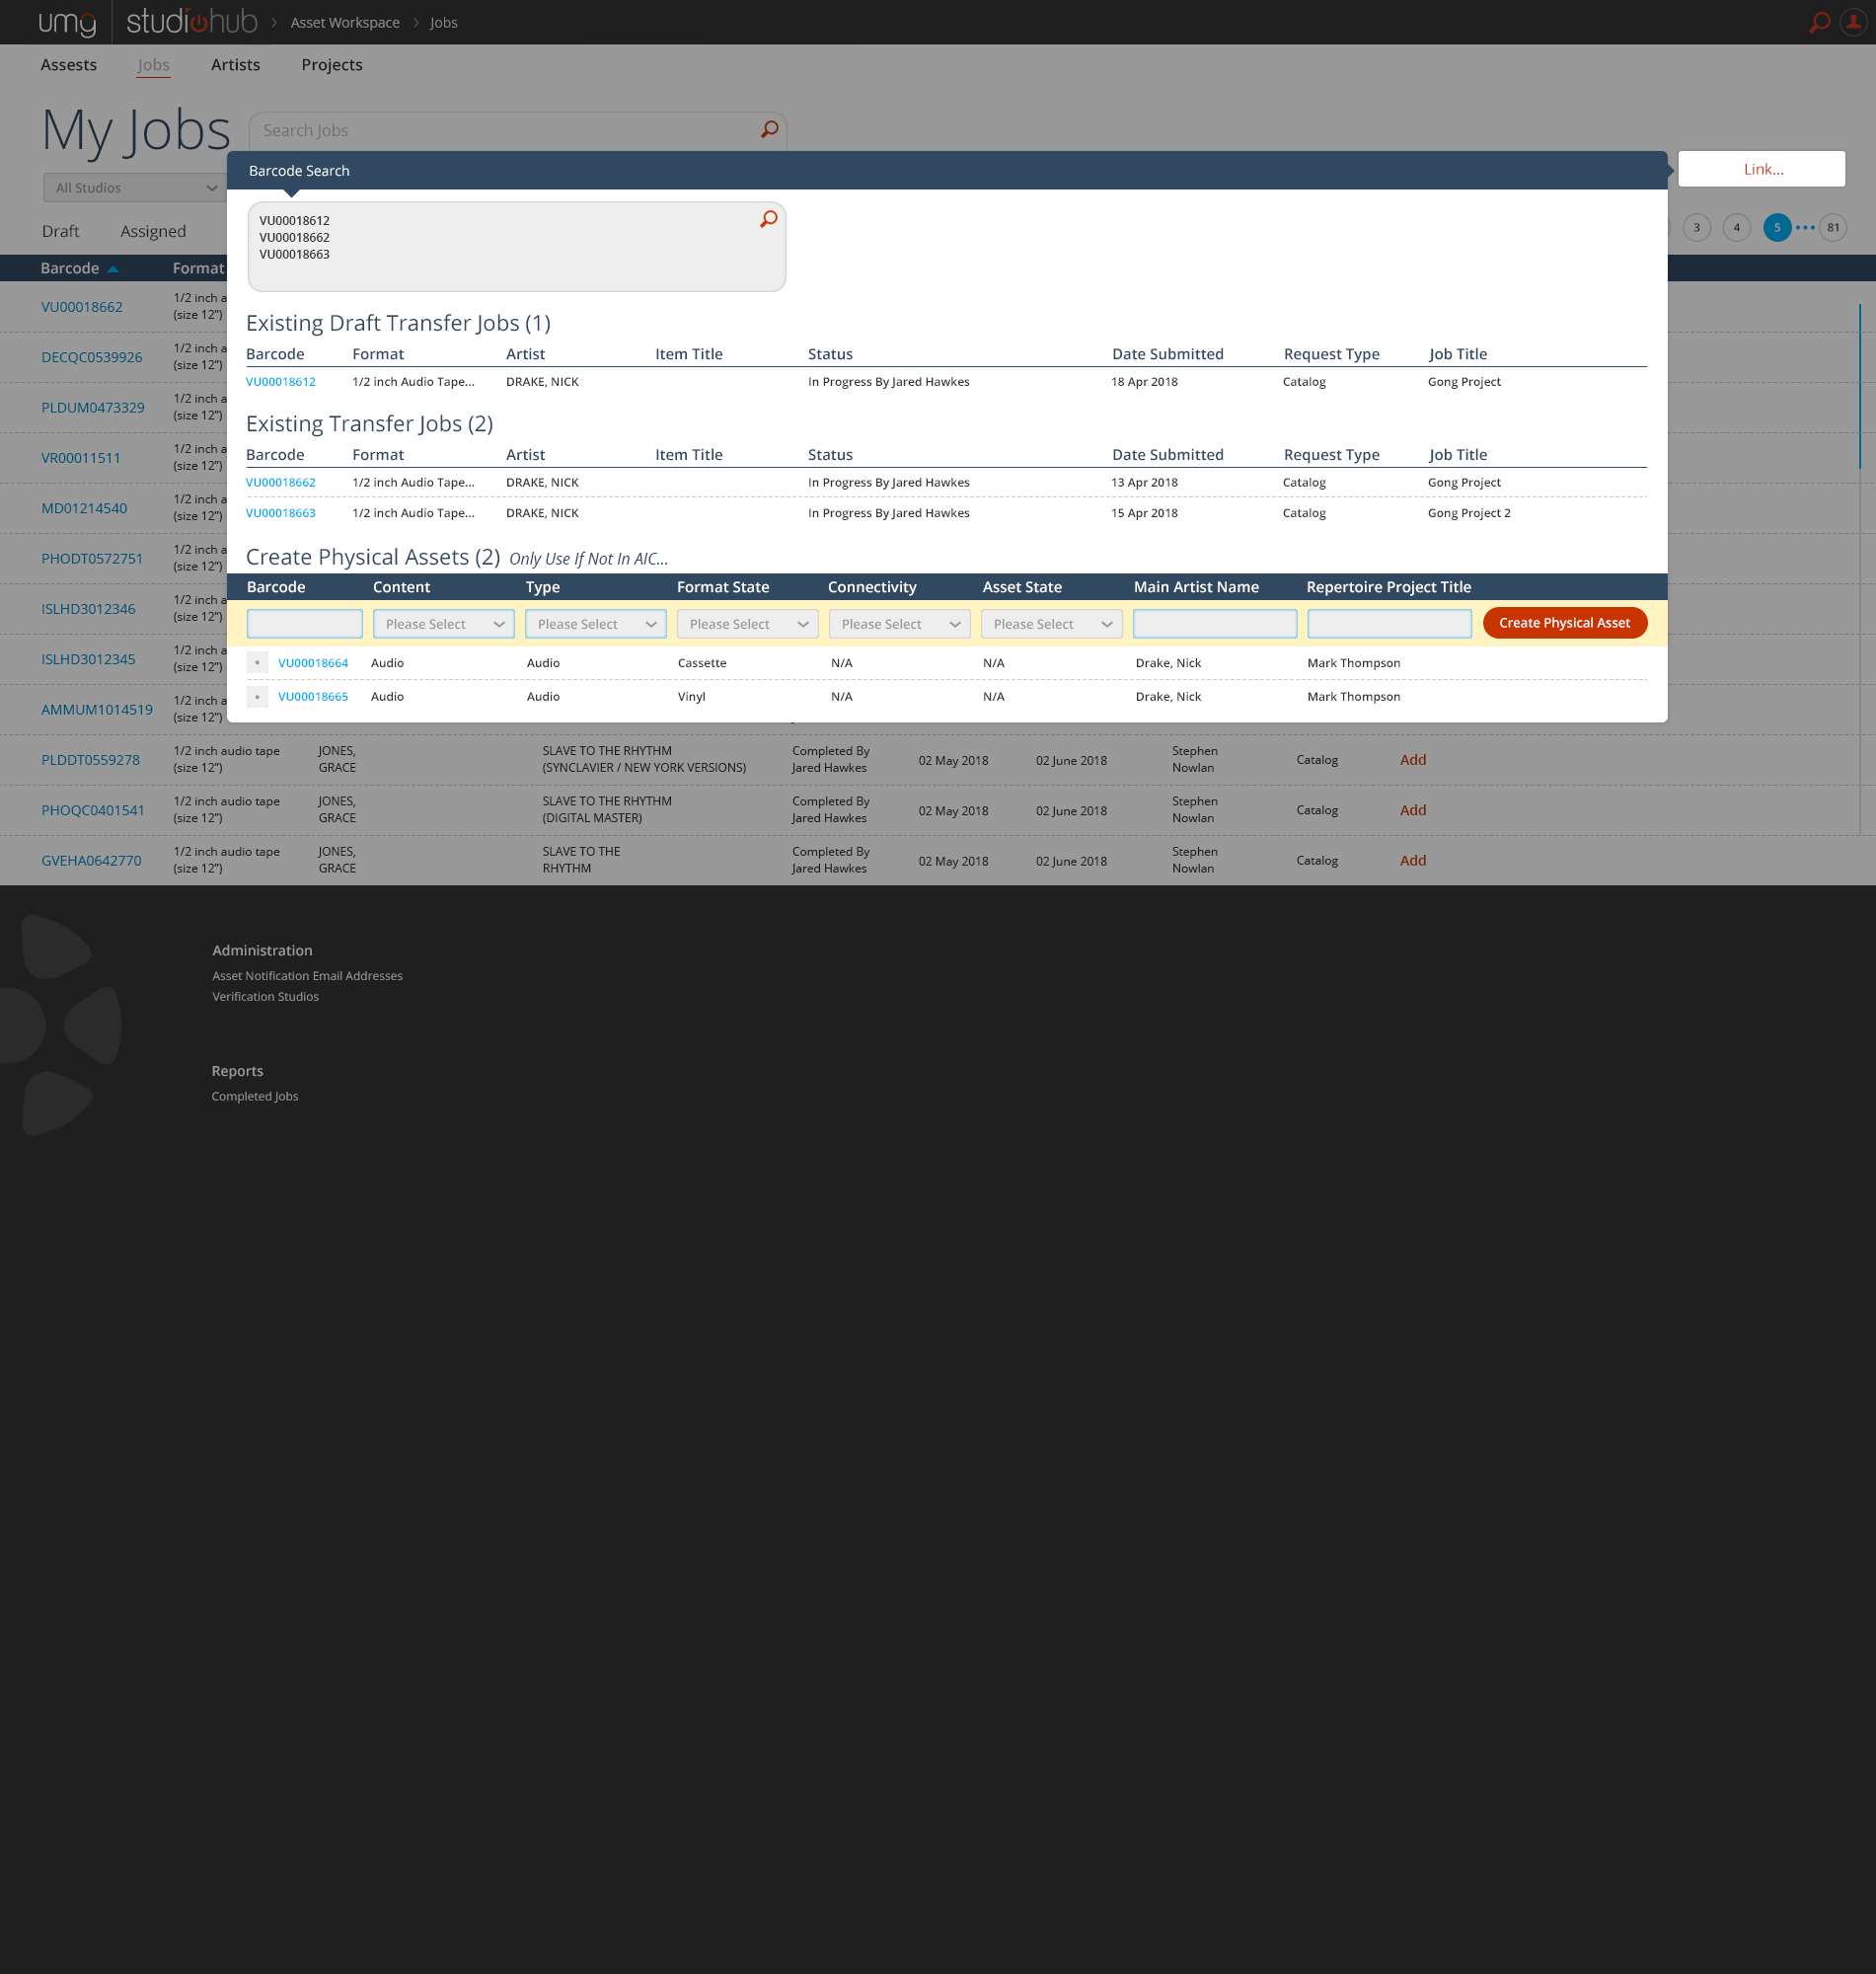 umg studiohub > Asset Workspace > Jobs
Assests Jobs Artists Projects
My Jobs Search Jobs
Barcode Search Link...
All Studios
VU00018612
VU00018662
VU00018663
Draft Assigned 3 4 5 ••• 81
Barcode Format
VU00018662 1/2 inch a
(size 12”)
DECQC0539926 1/2 inch a
(size 12”)
PLDUM0473329 1/2 inch a
(size 12”)
VR00011511 1/2 inch a
(size 12”)
MD01214540 1/2 inch a
(size 12”)
PHODT0572751 1/2 inch a
(size 12”)
ISLHD3012346 1/2 inch a
(size 12”)
ISLHD3012345 1/2 inch a
(size 12”)
AMMUM1014519 1/2 inch a
(size 12”)
Existing Draft Transfer Jobs (1)
Barcode Format Artist Item Title Status Date Submitted Request Type Job Title
VU00018612 1/2 inch Audio Tape... DRAKE, NICK In Progress By Jared Hawkes 18 Apr 2018 Catalog Gong Project
Existing Transfer Jobs (2)
Barcode Format Artist Item Title Status Date Submitted Request Type Job Title
VU00018662 1/2 inch Audio Tape... DRAKE, NICK In Progress By Jared Hawkes 13 Apr 2018 Catalog Gong Project
VU00018663 1/2 inch Audio Tape... DRAKE, NICK In Progress By Jared Hawkes 15 Apr 2018 Catalog Gong Project 2
Create Physical Assets (2) Only Use If Not In AIC...
Barcode Content Type Format State Connectivity Asset State Main Artist Name Repertoire Project Title
Please Select Please Select Please Select Please Select Please Select Create Physical Asset
VU00018664 Audio Audio Cassette N/A N/A Drake, Nick Mark Thompson
VU00018665 Audio Audio Vinyl N/A N/A Drake, Nick Mark Thompson
PLDDT0559278 1/2 inch audio tape JONES, SLAVE TO THE RHYTHM Completed By 02 May 2018 02 June 2018 Stephen Catalog Add
(size 12”) GRACE (SYNCLAVIER / NEW YORK VERSIONS) Jared Hawkes Nowlan
PHOQC0401541 1/2 inch audio tape JONES, SLAVE TO THE RHYTHM Completed By 02 May 2018 02 June 2018 Stephen Catalog Add
(size 12”) GRACE (DIGITAL MASTER) Jared Hawkes Nowlan
GVEHA0642770 1/2 inch audio tape JONES, SLAVE TO THE Completed By 02 May 2018 02 June 2018 Stephen Catalog Add
(size 12”) GRACE RHYTHM Jared Hawkes Nowlan
Administration
Asset Notification Email Addresses
Verification Studios
Reports
Completed Jobs